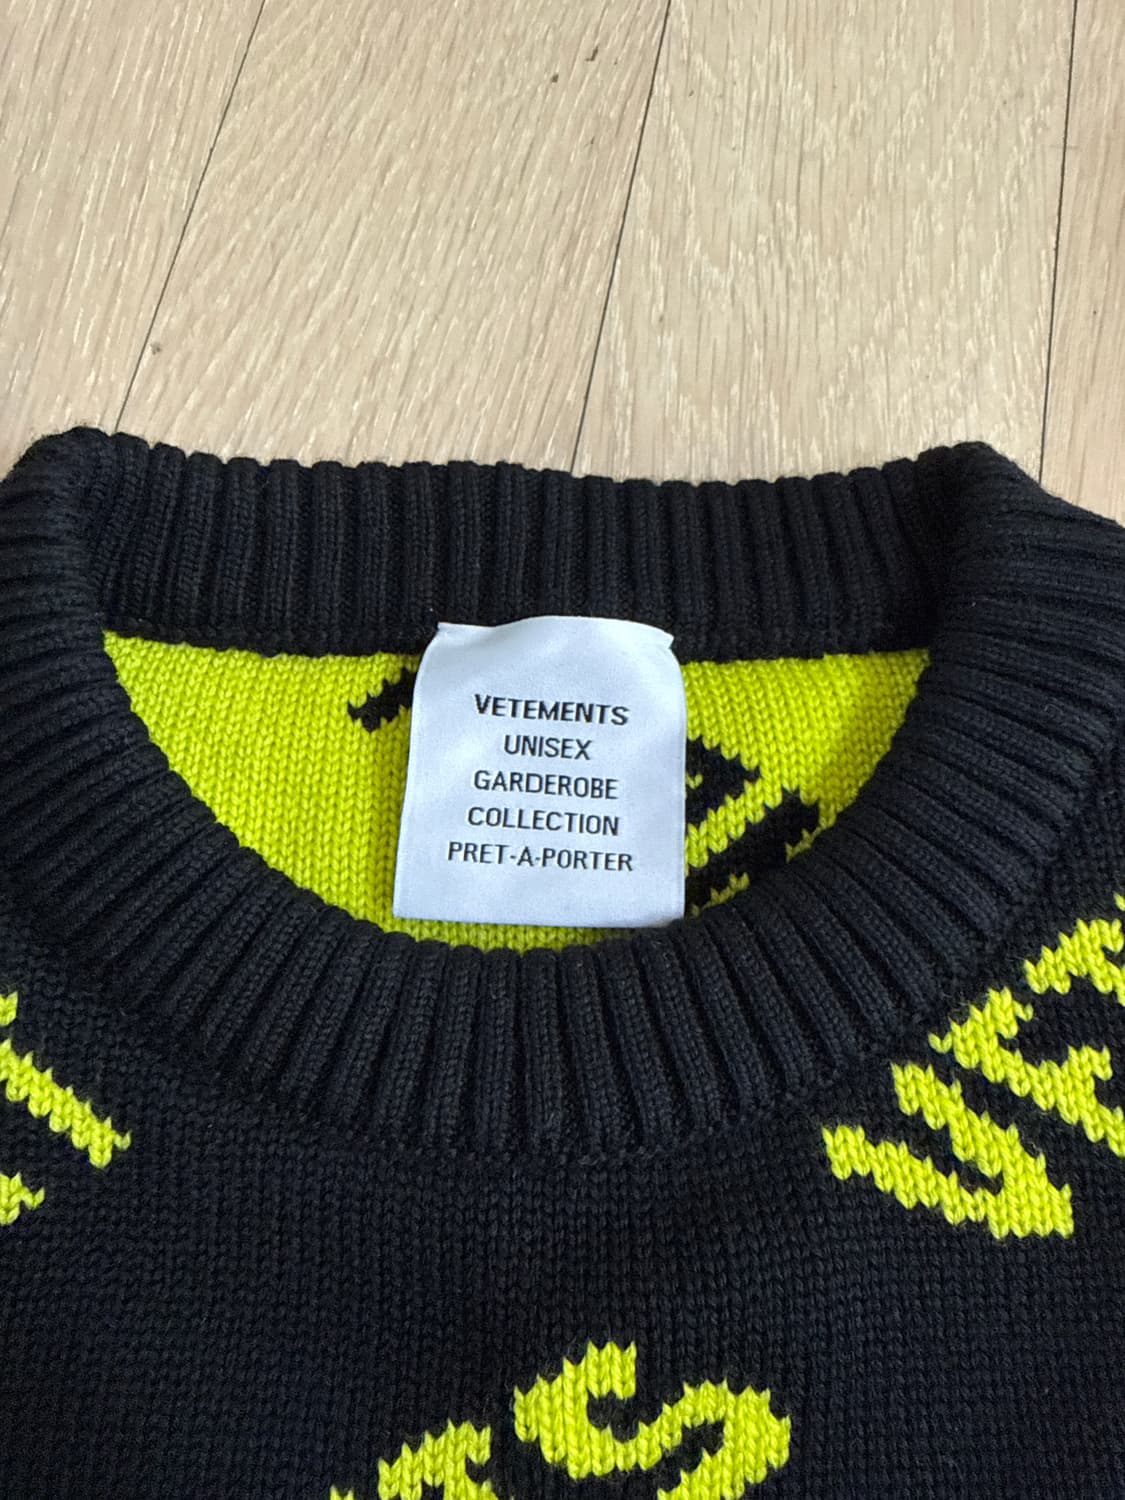 VETEMENTS
UNISEX
GARDEROBE
COLLECTION
PRET-A-PORTER